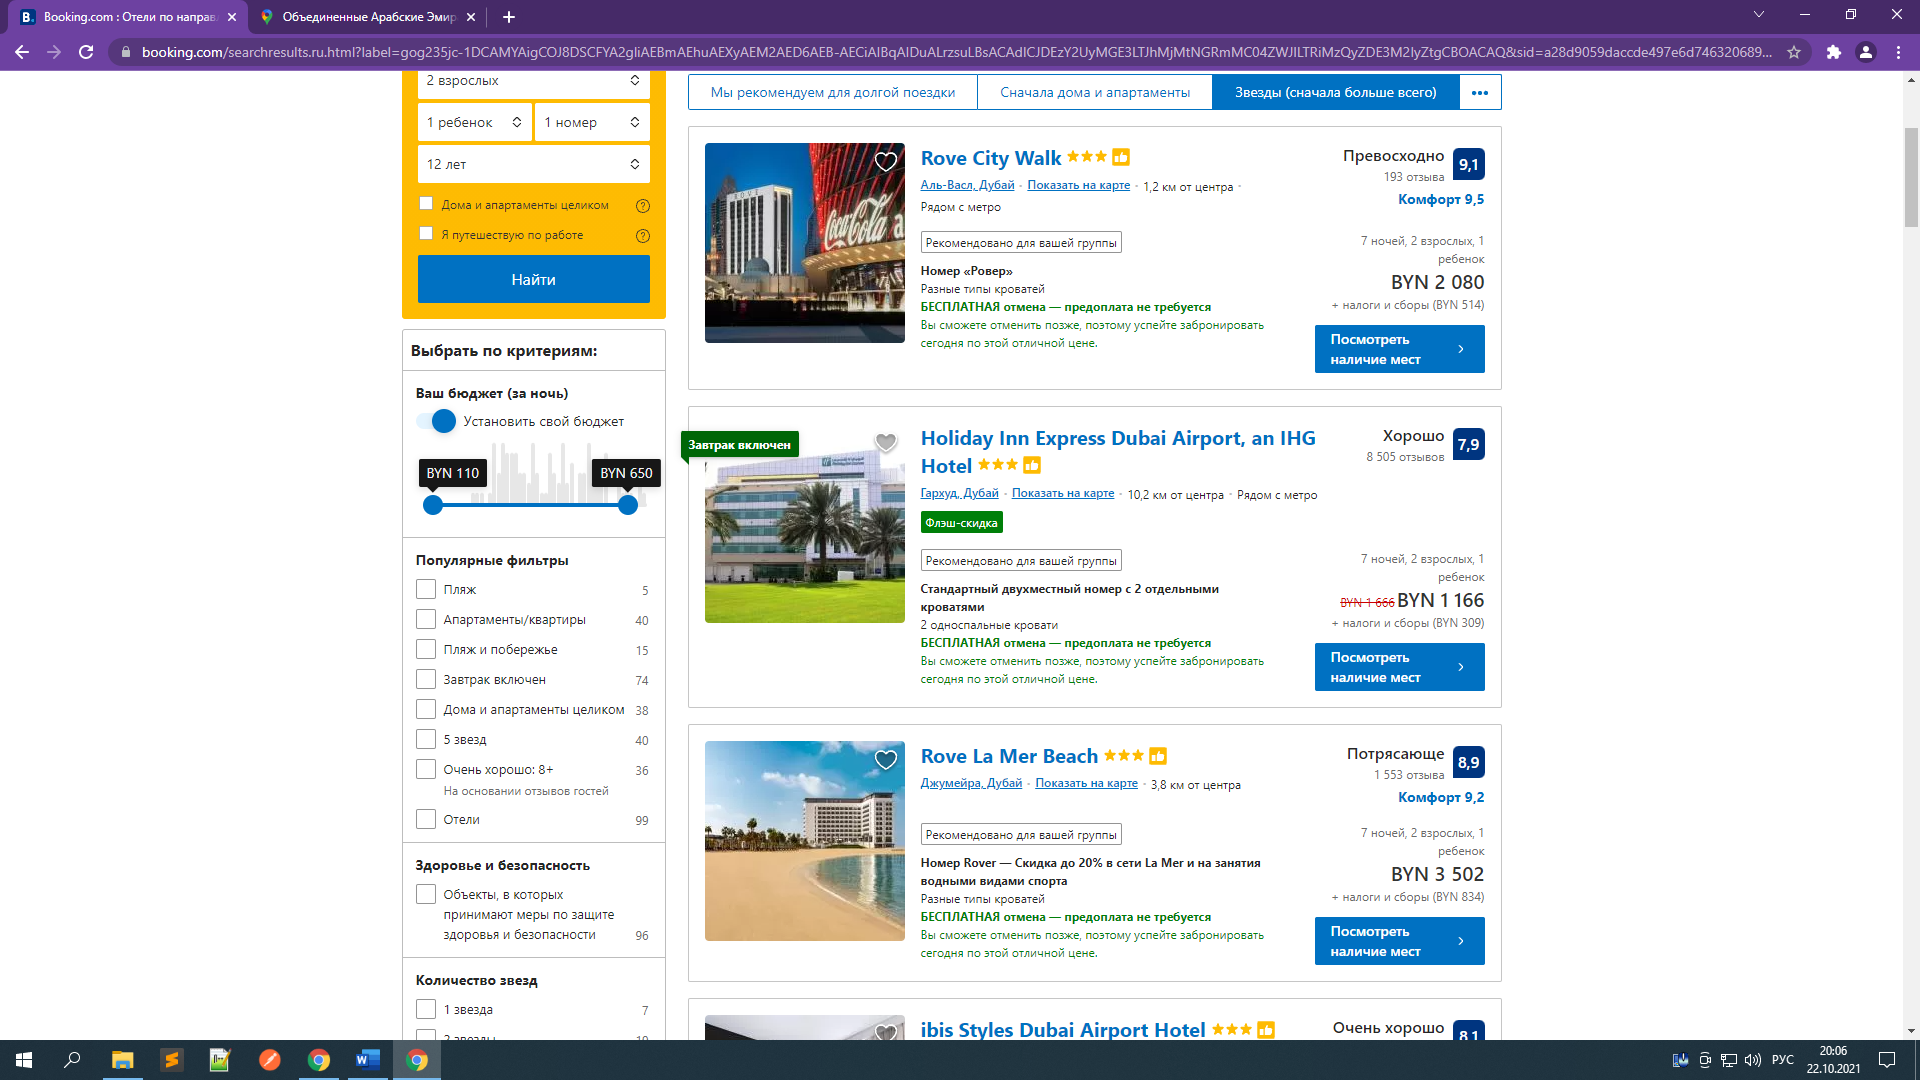 Booking.com : Отели по направл
Объединенные Арабские Эмир
booking.com/searchresults.ru.html?label=gog235jc-1DCAMYAigCOJ8DSCFYA2gliAEBmAEhuAEXyAEM2AED6AEB-AECiAIBqAIDuALrzsuLBsACAdICJDEzY2UyMGE3LTJhMjMtNGRmMC04ZWJlLTRiMzQyZDE3M2IyZtgCBOACAQ&sid=a28d9059daccde497e6d746320689...
2 взрослых
1 ребенок
1 номер
12 лет
Дома и апартаменты целиком
Я путешествую по работе
Найти
Выбрать по критериям:
Ваш бюджет (за ночь)
Установить свой бюджет
BYN 110
BYN 650
Популярные фильтры
Пляж 5
Апартаменты/квартиры 40
Пляж и побережье 15
Завтрак включен 74
Дома и апартаменты целиком 38
5 звезд 40
Очень хорошо: 8+ 36
На основании отзывов гостей
Отели 99
Здоровье и безопасность
Объекты, в которых
принимают меры по защите
здоровья и безопасности 96
Количество звезд
1 звезда 7
2 звезды 10
Мы рекомендуем для долгой поездки
Сначала дома и апартаменты
Звезды (сначала больше всего)
•••
Rove City Walk
Аль-Васл, Дубай · Показать на карте · 1,2 км от центра ·
Рядом с метро
Рекомендовано для вашей группы
Номер «Ровер»
Разные типы кроватей
БЕСПЛАТНАЯ отмена — предоплата не требуется
Вы сможете отменить позже, поэтому успейте забронировать
сегодня по этой отличной цене.
ROVE
Coca-Cola a
Превосходно 9,1
193 отзыва
Комфорт 9,5
7 ночей, 2 взрослых, 1
ребенок
BYN 2 080
+ налоги и сборы (BYN 514)
Посмотреть
наличие мест
Завтрак включен
Holiday Inn Express Dubai Airport, an IHG
Hotel
Гархуд, Дубай · Показать на карте · 10,2 км от центра · Рядом с метро
Флэш-скидка
Рекомендовано для вашей группы
Стандартный двухместный номер с 2 отдельными
кроватями
2 односпальные кровати
БЕСПЛАТНАЯ отмена — предоплата не требуется
Вы сможете отменить позже, поэтому успейте забронировать
сегодня по этой отличной цене.
Хорошо 7,9
8 505 отзывов
7 ночей, 2 взрослых, 1
ребенок
BYN 1 666 BYN 1 166
+ налоги и сборы (BYN 309)
Посмотреть
наличие мест
Rove La Mer Beach
Джумейра, Дубай · Показать на карте · 3,8 км от центра
Рекомендовано для вашей группы
Номер Rover — Скидка до 20% в сети La Mer и на занятия
водными видами спорта
Разные типы кроватей
БЕСПЛАТНАЯ отмена — предоплата не требуется
Вы сможете отменить позже, поэтому успейте забронировать
сегодня по этой отличной цене.
Потрясающе 8,9
1 553 отзыва
Комфорт 9,2
7 ночей, 2 взрослых, 1
ребенок
BYN 3 502
+ налоги и сборы (BYN 834)
Посмотреть
наличие мест
ibis Styles Dubai Airport Hotel
Очень хорошо 8,1
РУС
20:06
22.10.2021